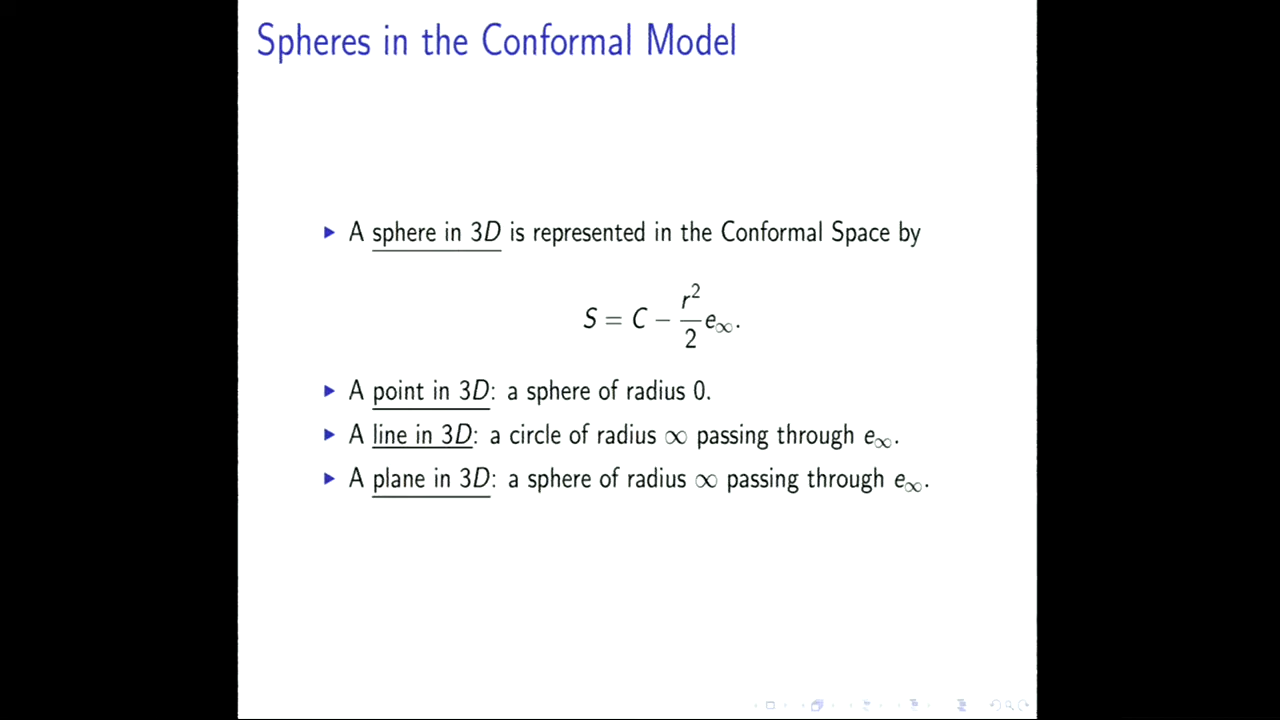 Spheres in the Conformal Model
▶ A sphere in 3D is represented in the Conformal Space by
S = C − r²/2 e∞.
▶ A point in 3D: a sphere of radius 0.
▶ A line in 3D: a circle of radius ∞ passing through e∞.
▶ A plane in 3D: a sphere of radius ∞ passing through e∞.